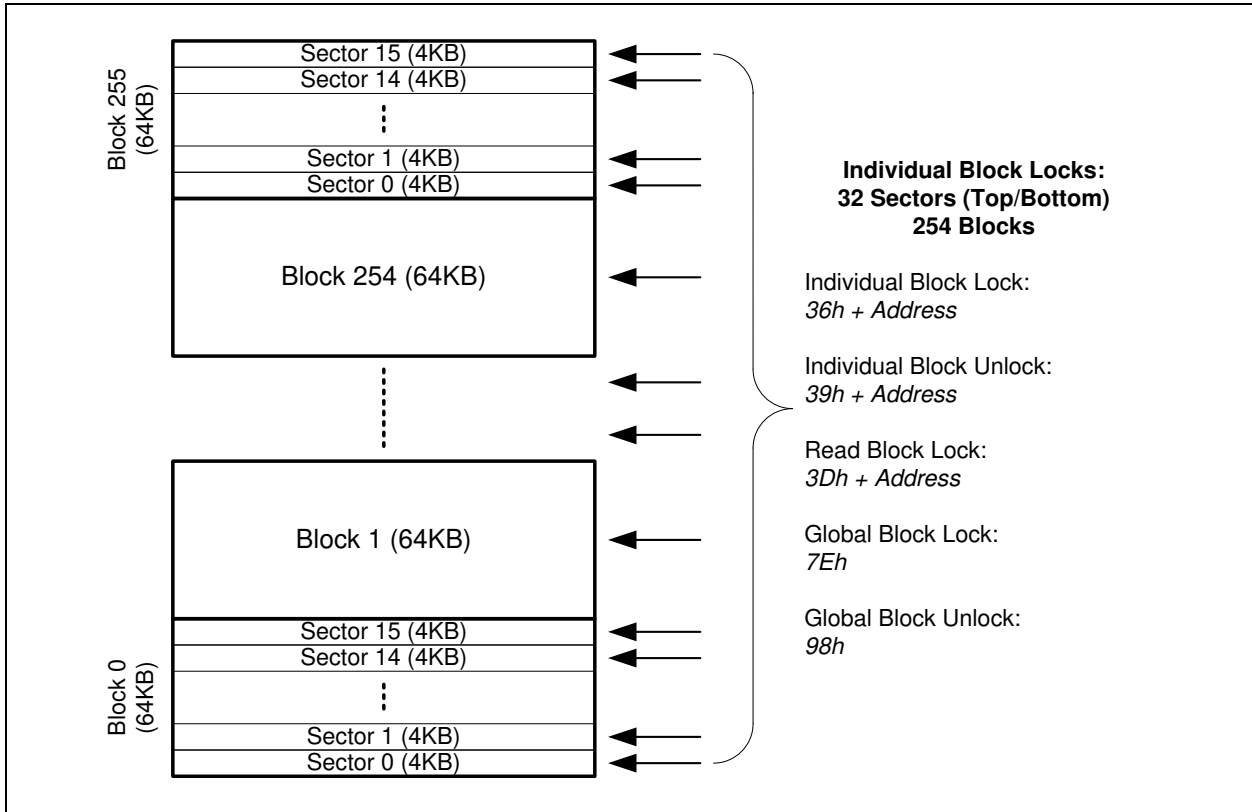 Block 255
(64KB)
Sector 15 (4KB)
Sector 14 (4KB)
Sector 1 (4KB)
Sector 0 (4KB)
Block 254 (64KB)
Block 1 (64KB)
Block 0
(64KB)
Sector 15 (4KB)
Sector 14 (4KB)
Sector 1 (4KB)
Sector 0 (4KB)
Individual Block Locks:
32 Sectors (Top/Bottom)
254 Blocks
Individual Block Lock:
36h + Address
Individual Block Unlock:
39h + Address
Read Block Lock:
3Dh + Address
Global Block Lock:
7Eh
Global Block Unlock:
98h